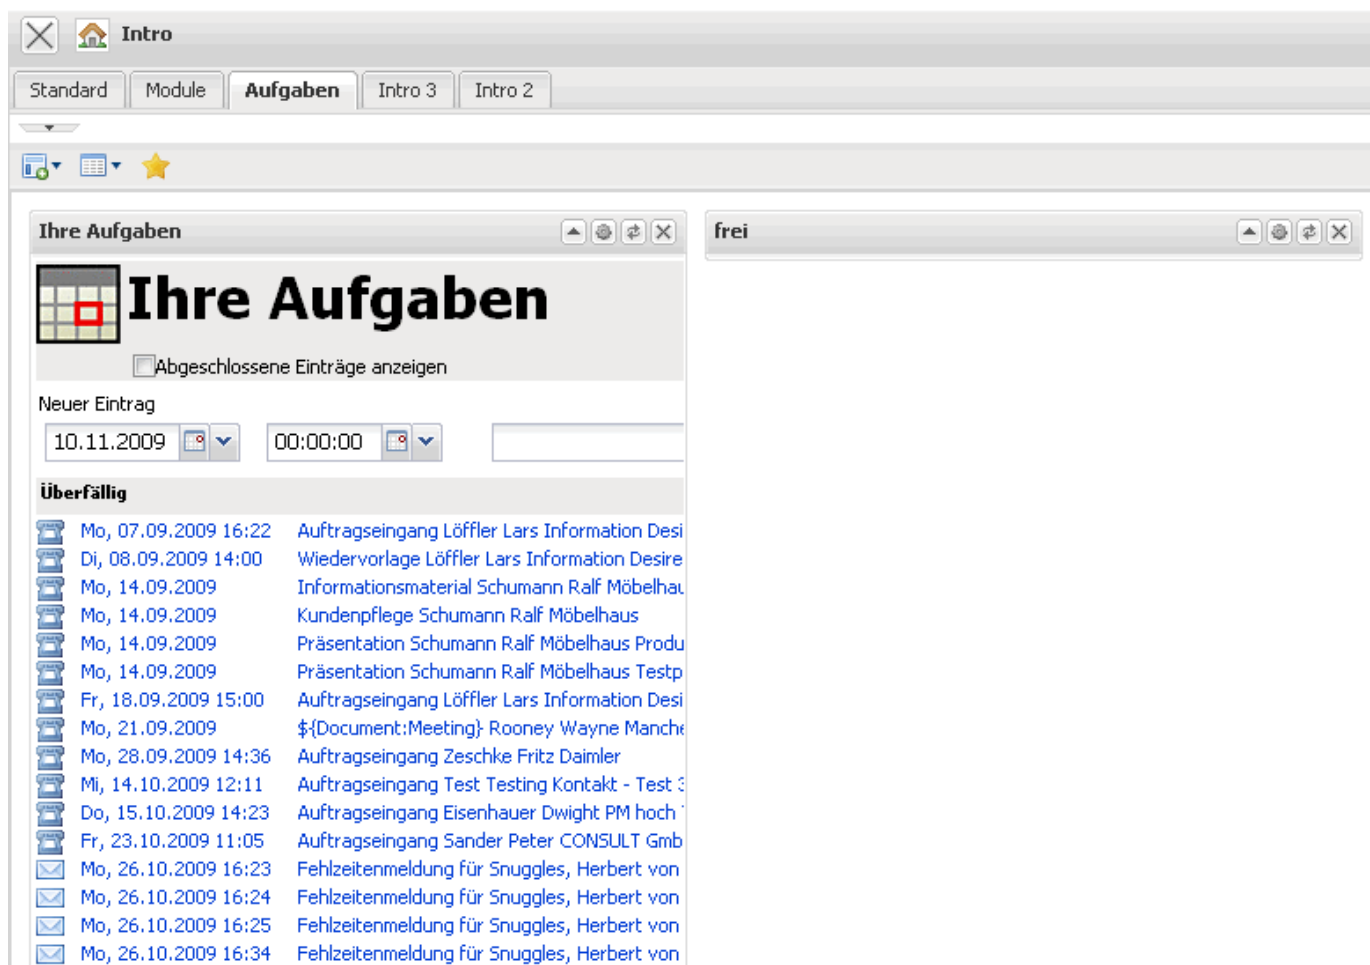 Intro
Standard Module Aufgaben Intro 3 Intro 2
Ihre Aufgaben
frei
Ihre Aufgaben
Abgeschlossene Einträge anzeigen
Neuer Eintrag
10.11.2009 00:00:00
Überfällig
Mo, 07.09.2009 16:22 Auftragseingang Löffler Lars Information Desi
Di, 08.09.2009 14:00 Wiedervorlage Löffler Lars Information Desire
Mo, 14.09.2009 Informationsmaterial Schumann Ralf Möbelhau
Mo, 14.09.2009 Kundenpflege Schumann Ralf Möbelhaus
Mo, 14.09.2009 Präsentation Schumann Ralf Möbelhaus Produ
Mo, 14.09.2009 Präsentation Schumann Ralf Möbelhaus Testp
Fr, 18.09.2009 15:00 Auftragseingang Löffler Lars Information Desi
Mo, 21.09.2009 ${Document:Meeting} Rooney Wayne Manche
Mo, 28.09.2009 14:36 Auftragseingang Zeschke Fritz Daimler
Mi, 14.10.2009 12:11 Auftragseingang Test Testing Kontakt - Test
Do, 15.10.2009 14:23 Auftragseingang Eisenhauer Dwight PM hoch
Fr, 23.10.2009 11:05 Auftragseingang Sander Peter CONSULT Gmb
Mo, 26.10.2009 16:23 Fehlzeitenmeldung für Snuggles, Herbert von
Mo, 26.10.2009 16:24 Fehlzeitenmeldung für Snuggles, Herbert von
Mo, 26.10.2009 16:25 Fehlzeitenmeldung für Snuggles, Herbert von
Mo, 26.10.2009 16:34 Fehlzeitenmeldung für Snuggles, Herbert von